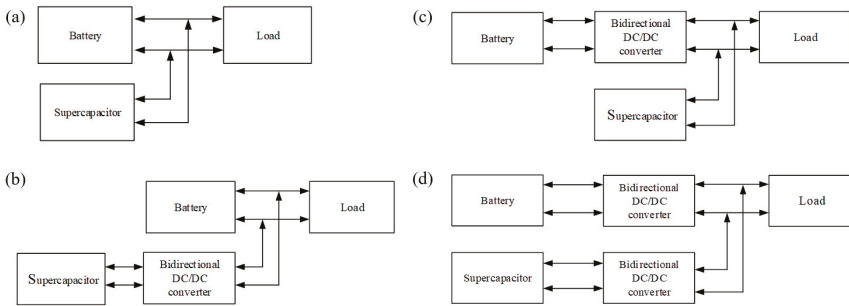 (a)
Battery
Load
Supercapacitor
(b)
Battery
Load
Supercapacitor
Bidirectional
DC/DC
converter
(c)
Battery
Bidirectional
DC/DC
converter
Load
Supercapacitor
(d)
Battery
Bidirectional
DC/DC
converter
Load
Supercapacitor
Bidirectional
DC/DC
converter